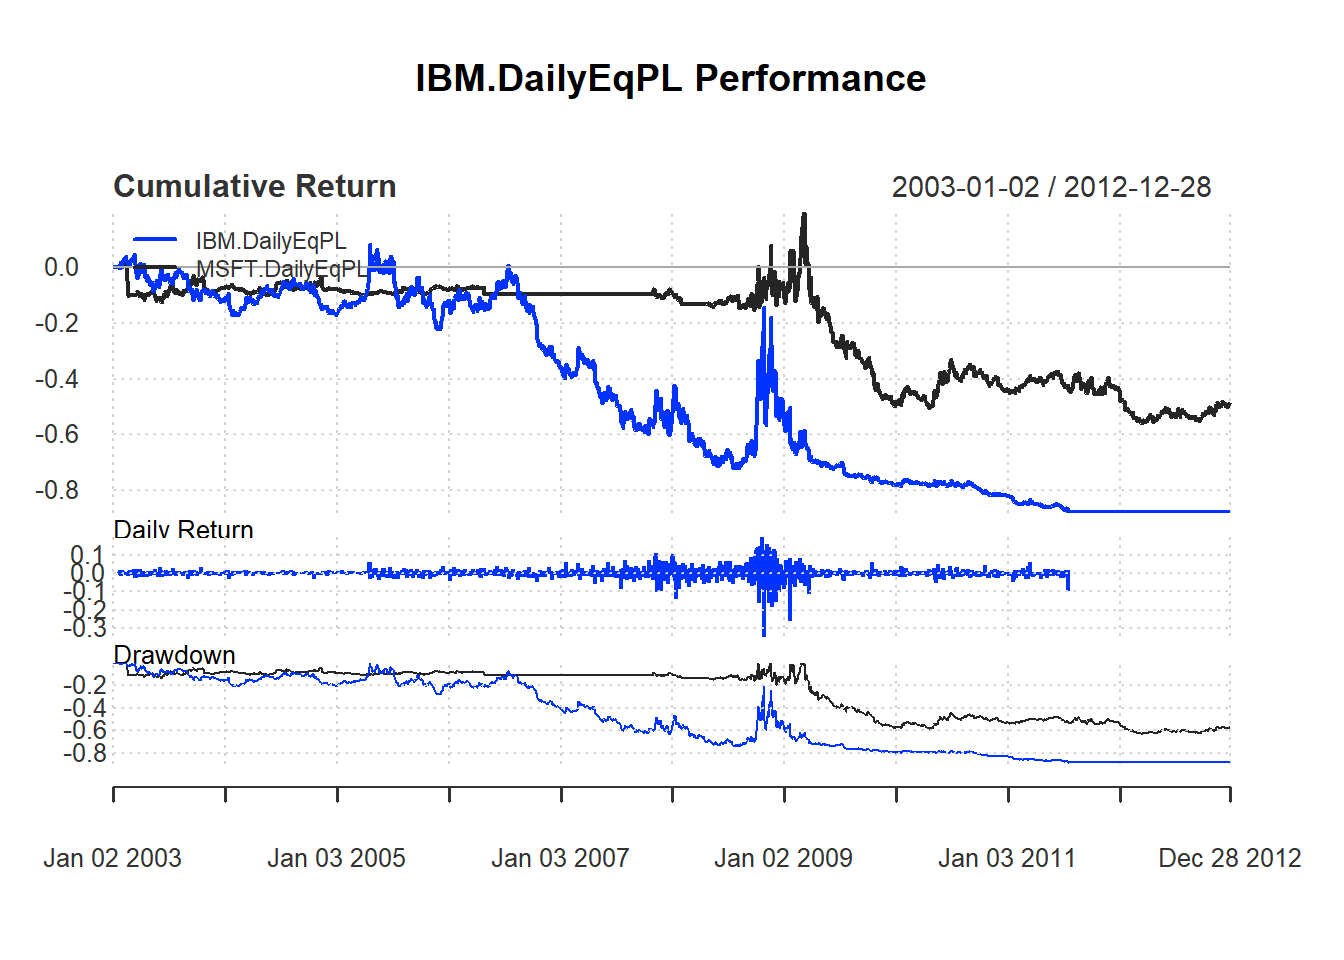 IBM.DailyEqPL Performance
Cumulative Return 2003-01-02 / 2012-12-28
IBM.DailyEqPL
MSFT.DailyEqPL
0.0
-0.2
-0.4
-0.6
-0.8
Daily Return
0.1
0.0
-0.1
-0.2
-0.3
Drawdown
-0.2
-0.4
-0.6
-0.8
Jan 02 2003 Jan 03 2005 Jan 03 2007 Jan 02 2009 Jan 03 2011 Dec 28 2012